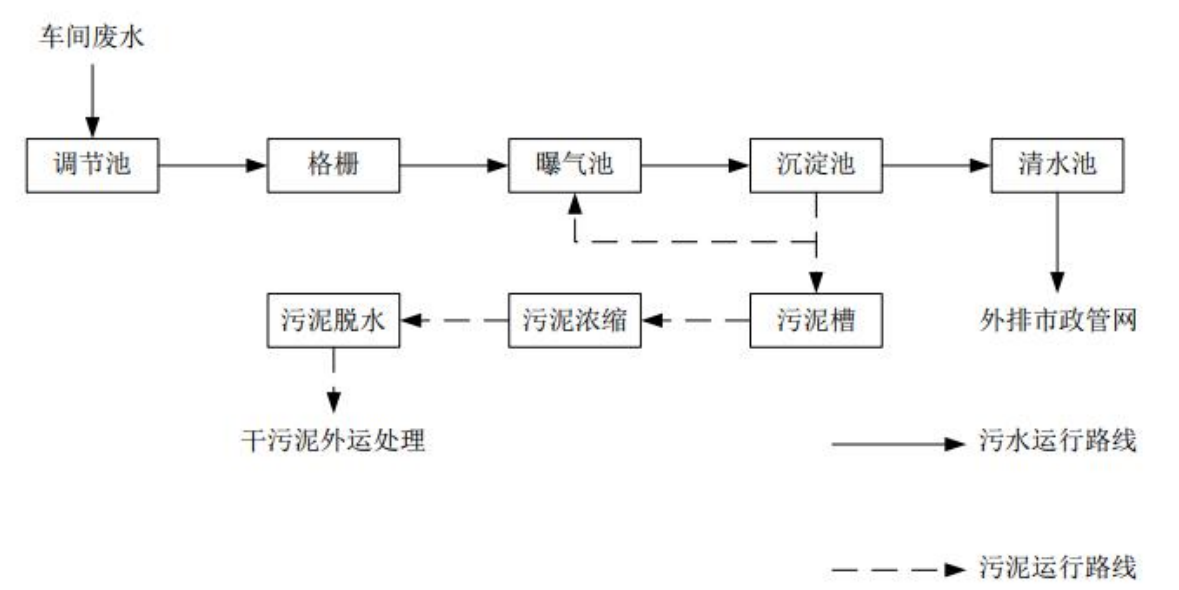 车间废水
调节池
格栅
曝气池
沉淀池
清水池
污泥脱水
污泥浓缩
污泥槽
外排市政管网
干污泥外运处理
污水运行路线
污泥运行路线